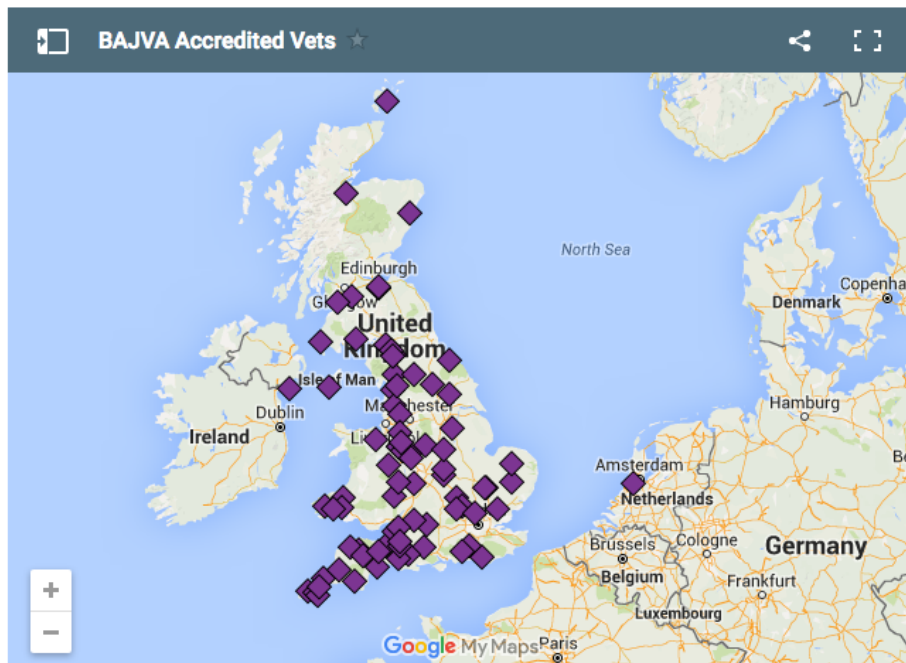 BAJVA Accredited Vets
North Sea
Edinburgh
Copenha
Denmark
United
Isle of Man
Hamburg
Dublin
Ireland
Amsterdam
Netherlands
Brussels
Cologne
Germany
Belgium
Frankfurt
Luxembourg
+
−
Google My Maps
Paris